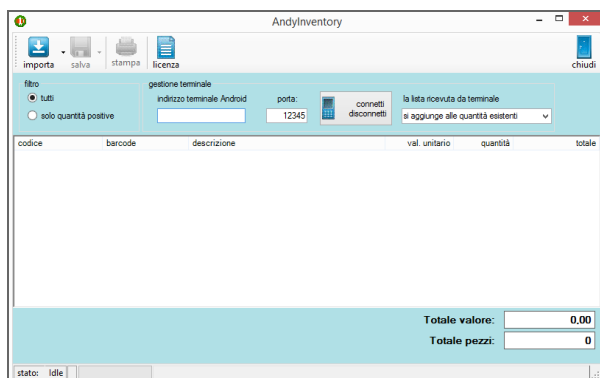 AndyInventory
importa salva stampa licenza chiudi
filtro
tutti
solo quantità positive
gestione terminale
indirizzo terminale Android porta:
12345
connetti
disconnetti
la lista ricevuta da terminale
si aggiunge alle quantità esistenti
codice barcode descrizione val. unitario quantità totale
Totale valore: 0,00
Totale pezzi: 0
stato: Idle